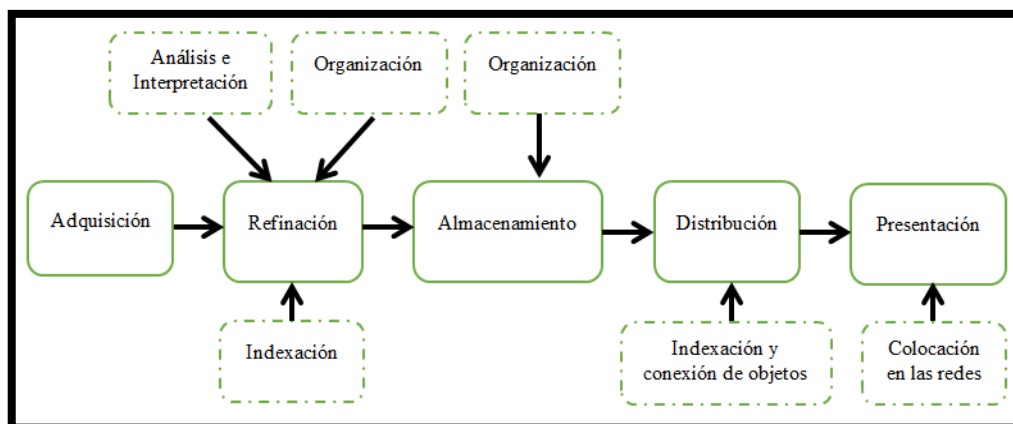 Análisis e
Interpretación
Organización
Organización
Adquisición
Refinación
Almacenamiento
Distribución
Presentación
Indexación
Indexación y
conexión de objetos
Colocación
en las redes